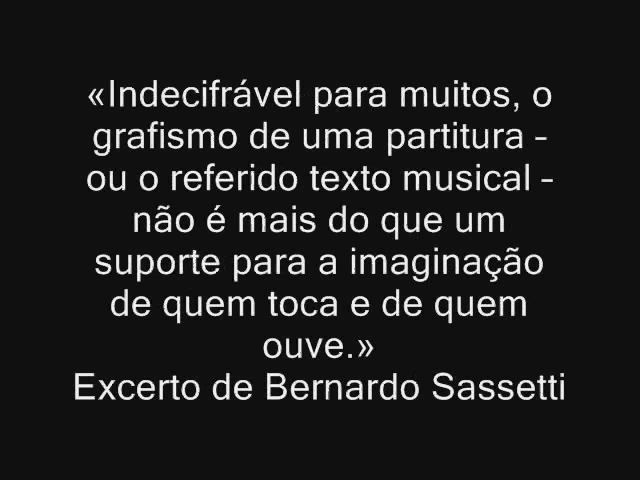 «Indecifrável para muitos, o
grafismo de uma partitura –
ou o referido texto musical –
não é mais do que um
suporte para a imaginação
de quem toca e de quem
ouve.»
Excerto de Bernardo Sassetti